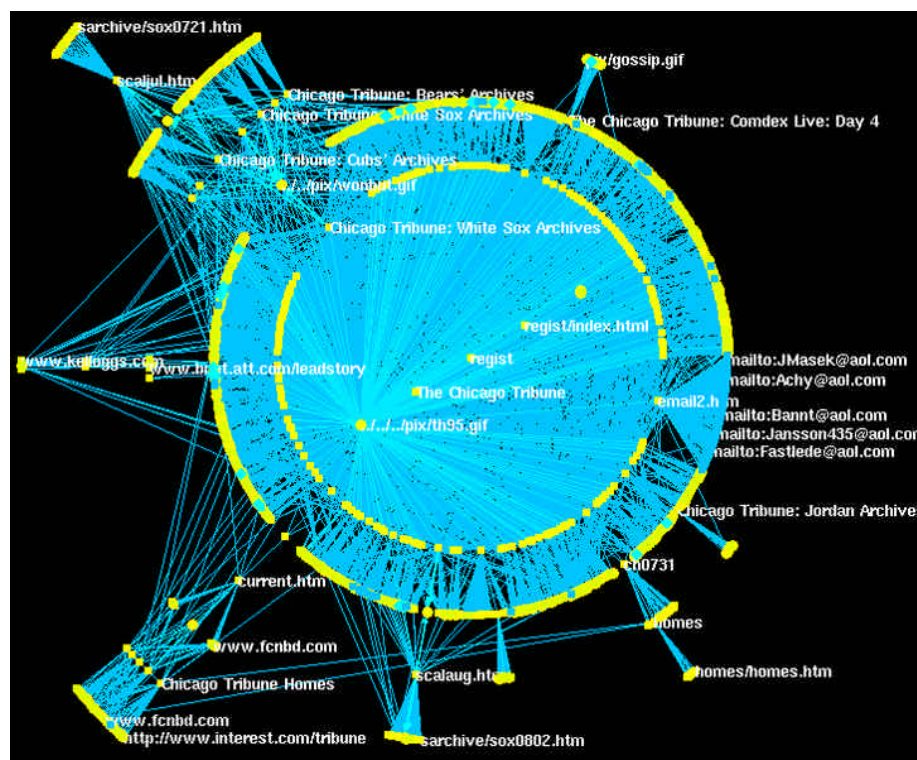 sarchive/sox0721.htm
scaljul.htm
/gossip.gif
Chicago Tribune: Bears' Archives
Chicago Tribune: White Sox Archives
The Chicago Tribune: Comdex Live: Day 4
Chicago Tribune: Cubs' Archives
Chicago Tribune: White Sox Archives
regist/index.html
www.kelloggs.com
regist
mailto:JMasek@aol.com
mailto:Achy@aol.com
The Chicago Tribune
email2.htm
mailto:Bannt@aol.com
./../../pix/th95.gif
mailto:Jansson435@aol.com
mailto:Fastlede@aol.com
Chicago Tribune: Jordan Archive
ch0731
current.htm
homes
www.fcnbd.com
scalaug.htm
homes/homes.htm
Chicago Tribune Homes
www.fcnbd.com
http://www.interest.com/tribune
sarchive/sox0802.htm